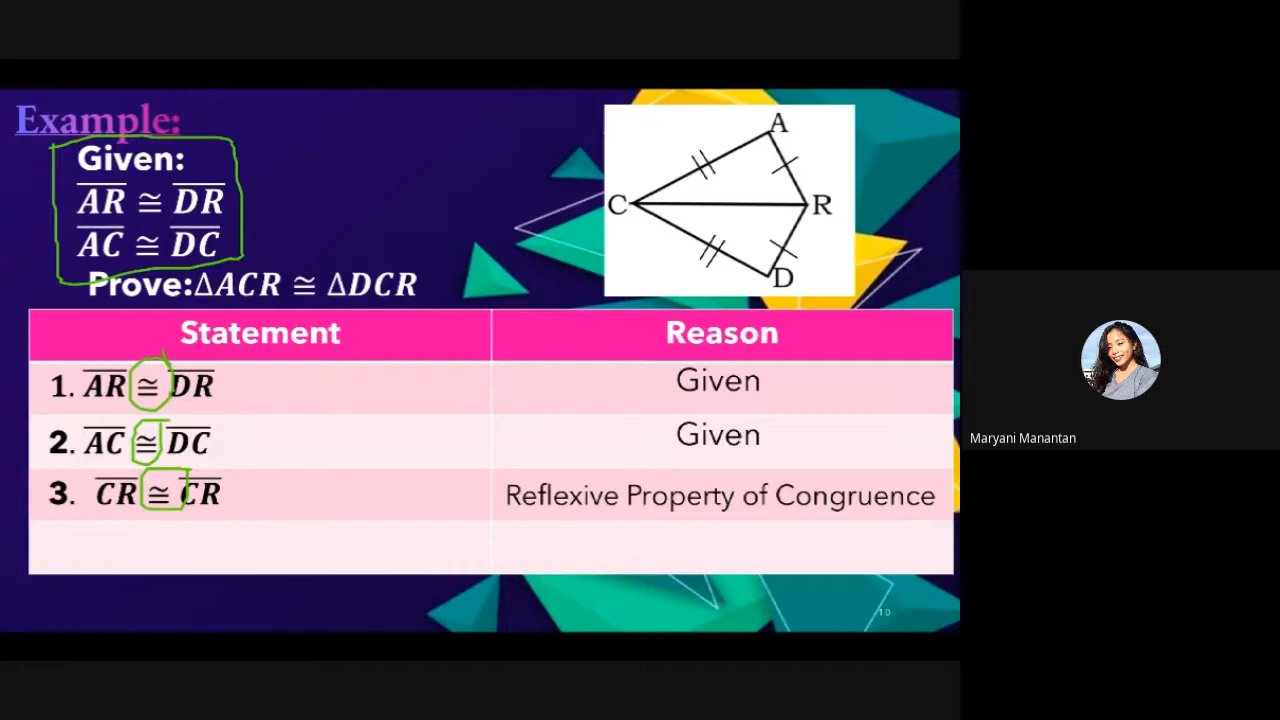 Example:
Given:
AR ≅ DR
AC ≅ DC
Prove:ΔACR ≅ ΔDCR
A
C
R
D
Statement
Reason
1. AR ≅ DR
Given
2. AC ≅ DC
Given
3. CR ≅ CR
Reflexive Property of Congruence
10
Maryani Manantan